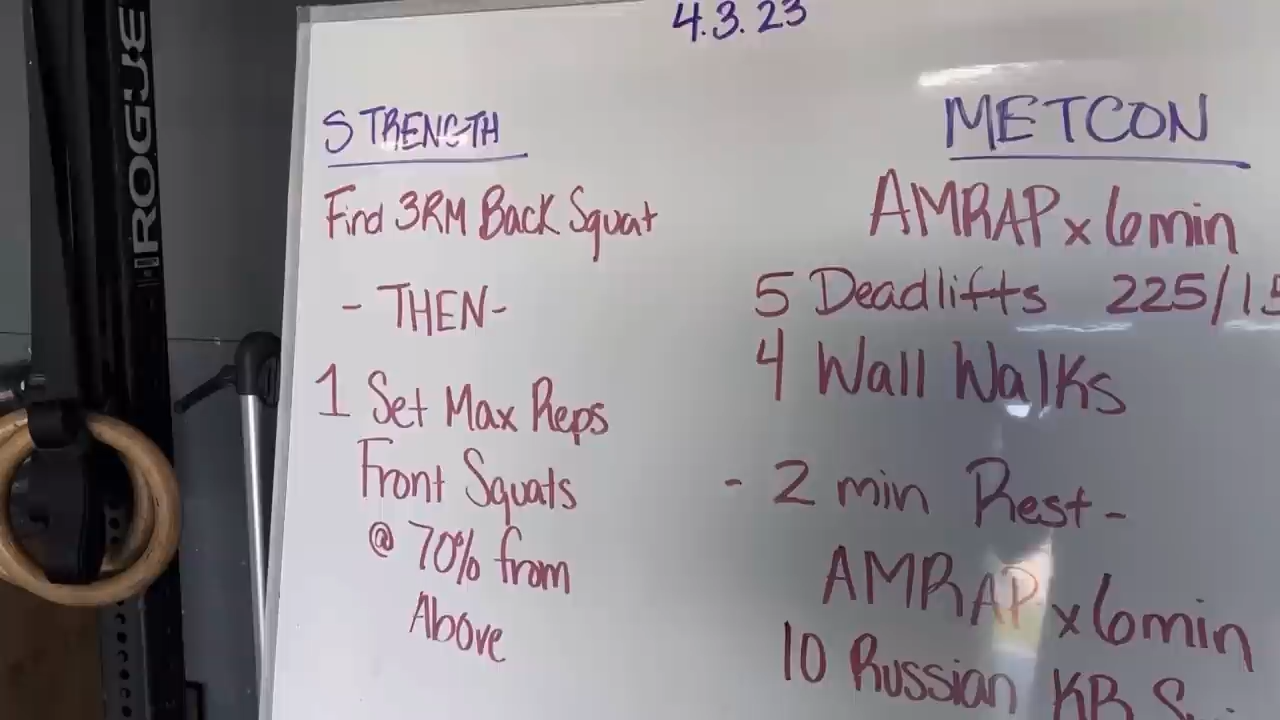 4.3.23
ROGUE
STRENGTH
Find 3RM Back Squat
- THEN-
1 Set Max Reps
Front Squats
@ 70% from
Above
METCON
AMRAP x 6min
5 Deadlifts 225/15
4 Wall Walks
- 2 min Rest -
AMRAP x 6min
10 Russian KB S